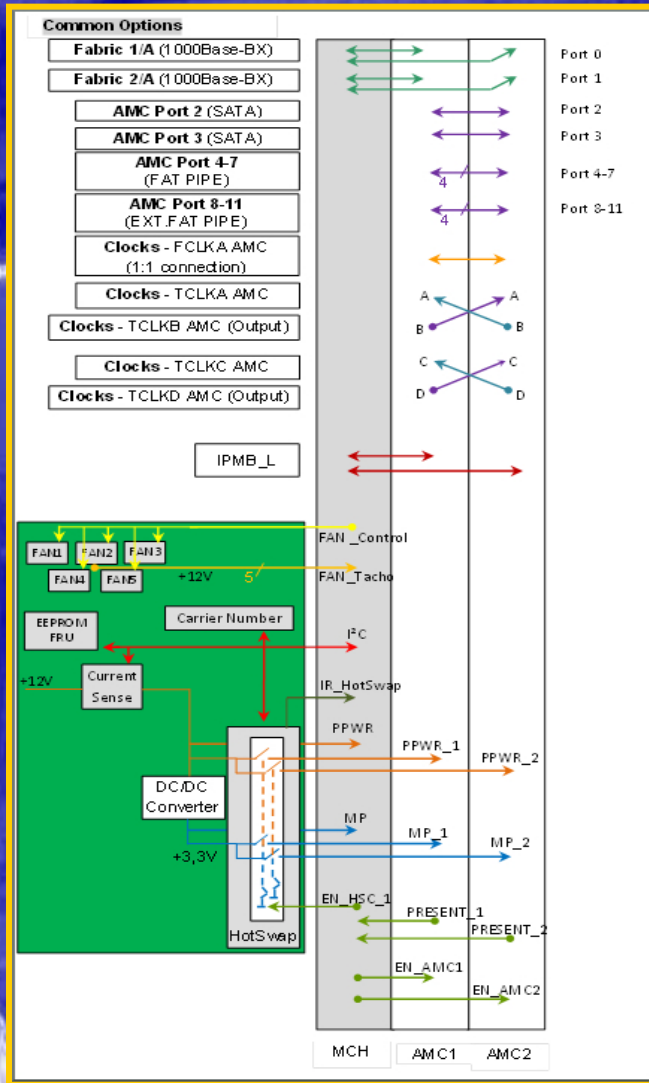 Common Options
Fabric 1/A (1000Base-BX)
Port 0
Fabric 2/A (1000Base-BX)
Port 1
AMC Port 2 (SATA)
Port 2
AMC Port 3 (SATA)
Port 3
AMC Port 4-7
(FAT PIPE)
4
Port 4-7
AMC Port 8-11
(EXT.FAT PIPE)
4
Port 8-11
Clocks - FCLKA AMC
(1:1 connection)
Clocks - TCLKA AMC
A A
Clocks - TCLKB AMC (Output)
B B
Clocks - TCLKC AMC
C C
Clocks - TCLKD AMC (Output)
D D
IPMB_L
FAN_Control
FAN1 FAN2 FAN3
FAN4 FAN5 +12V 5 FAN_Tacho
EEPROM
FRU
Carrier Number
I²C
+12V
Current
Sense
IR_HotSwap
PPWR
PPWR_1
PPWR_2
DC/DC
Converter
MP
MP_1
MP_2
+3,3V
EN_HSC_1
PRESENT_1
PRESENT_2
HotSwap
EN_AMC1
EN_AMC2
MCH AMC1 AMC2